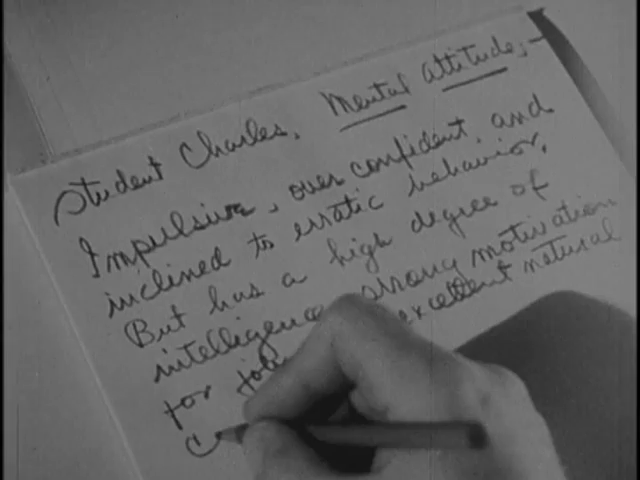 Student Charles. Mental Attitude;-
Impulsive, over confident, and
inclined to erratic behavior.
But has a high degree of
intelligence, strong motivation
for excellent natural